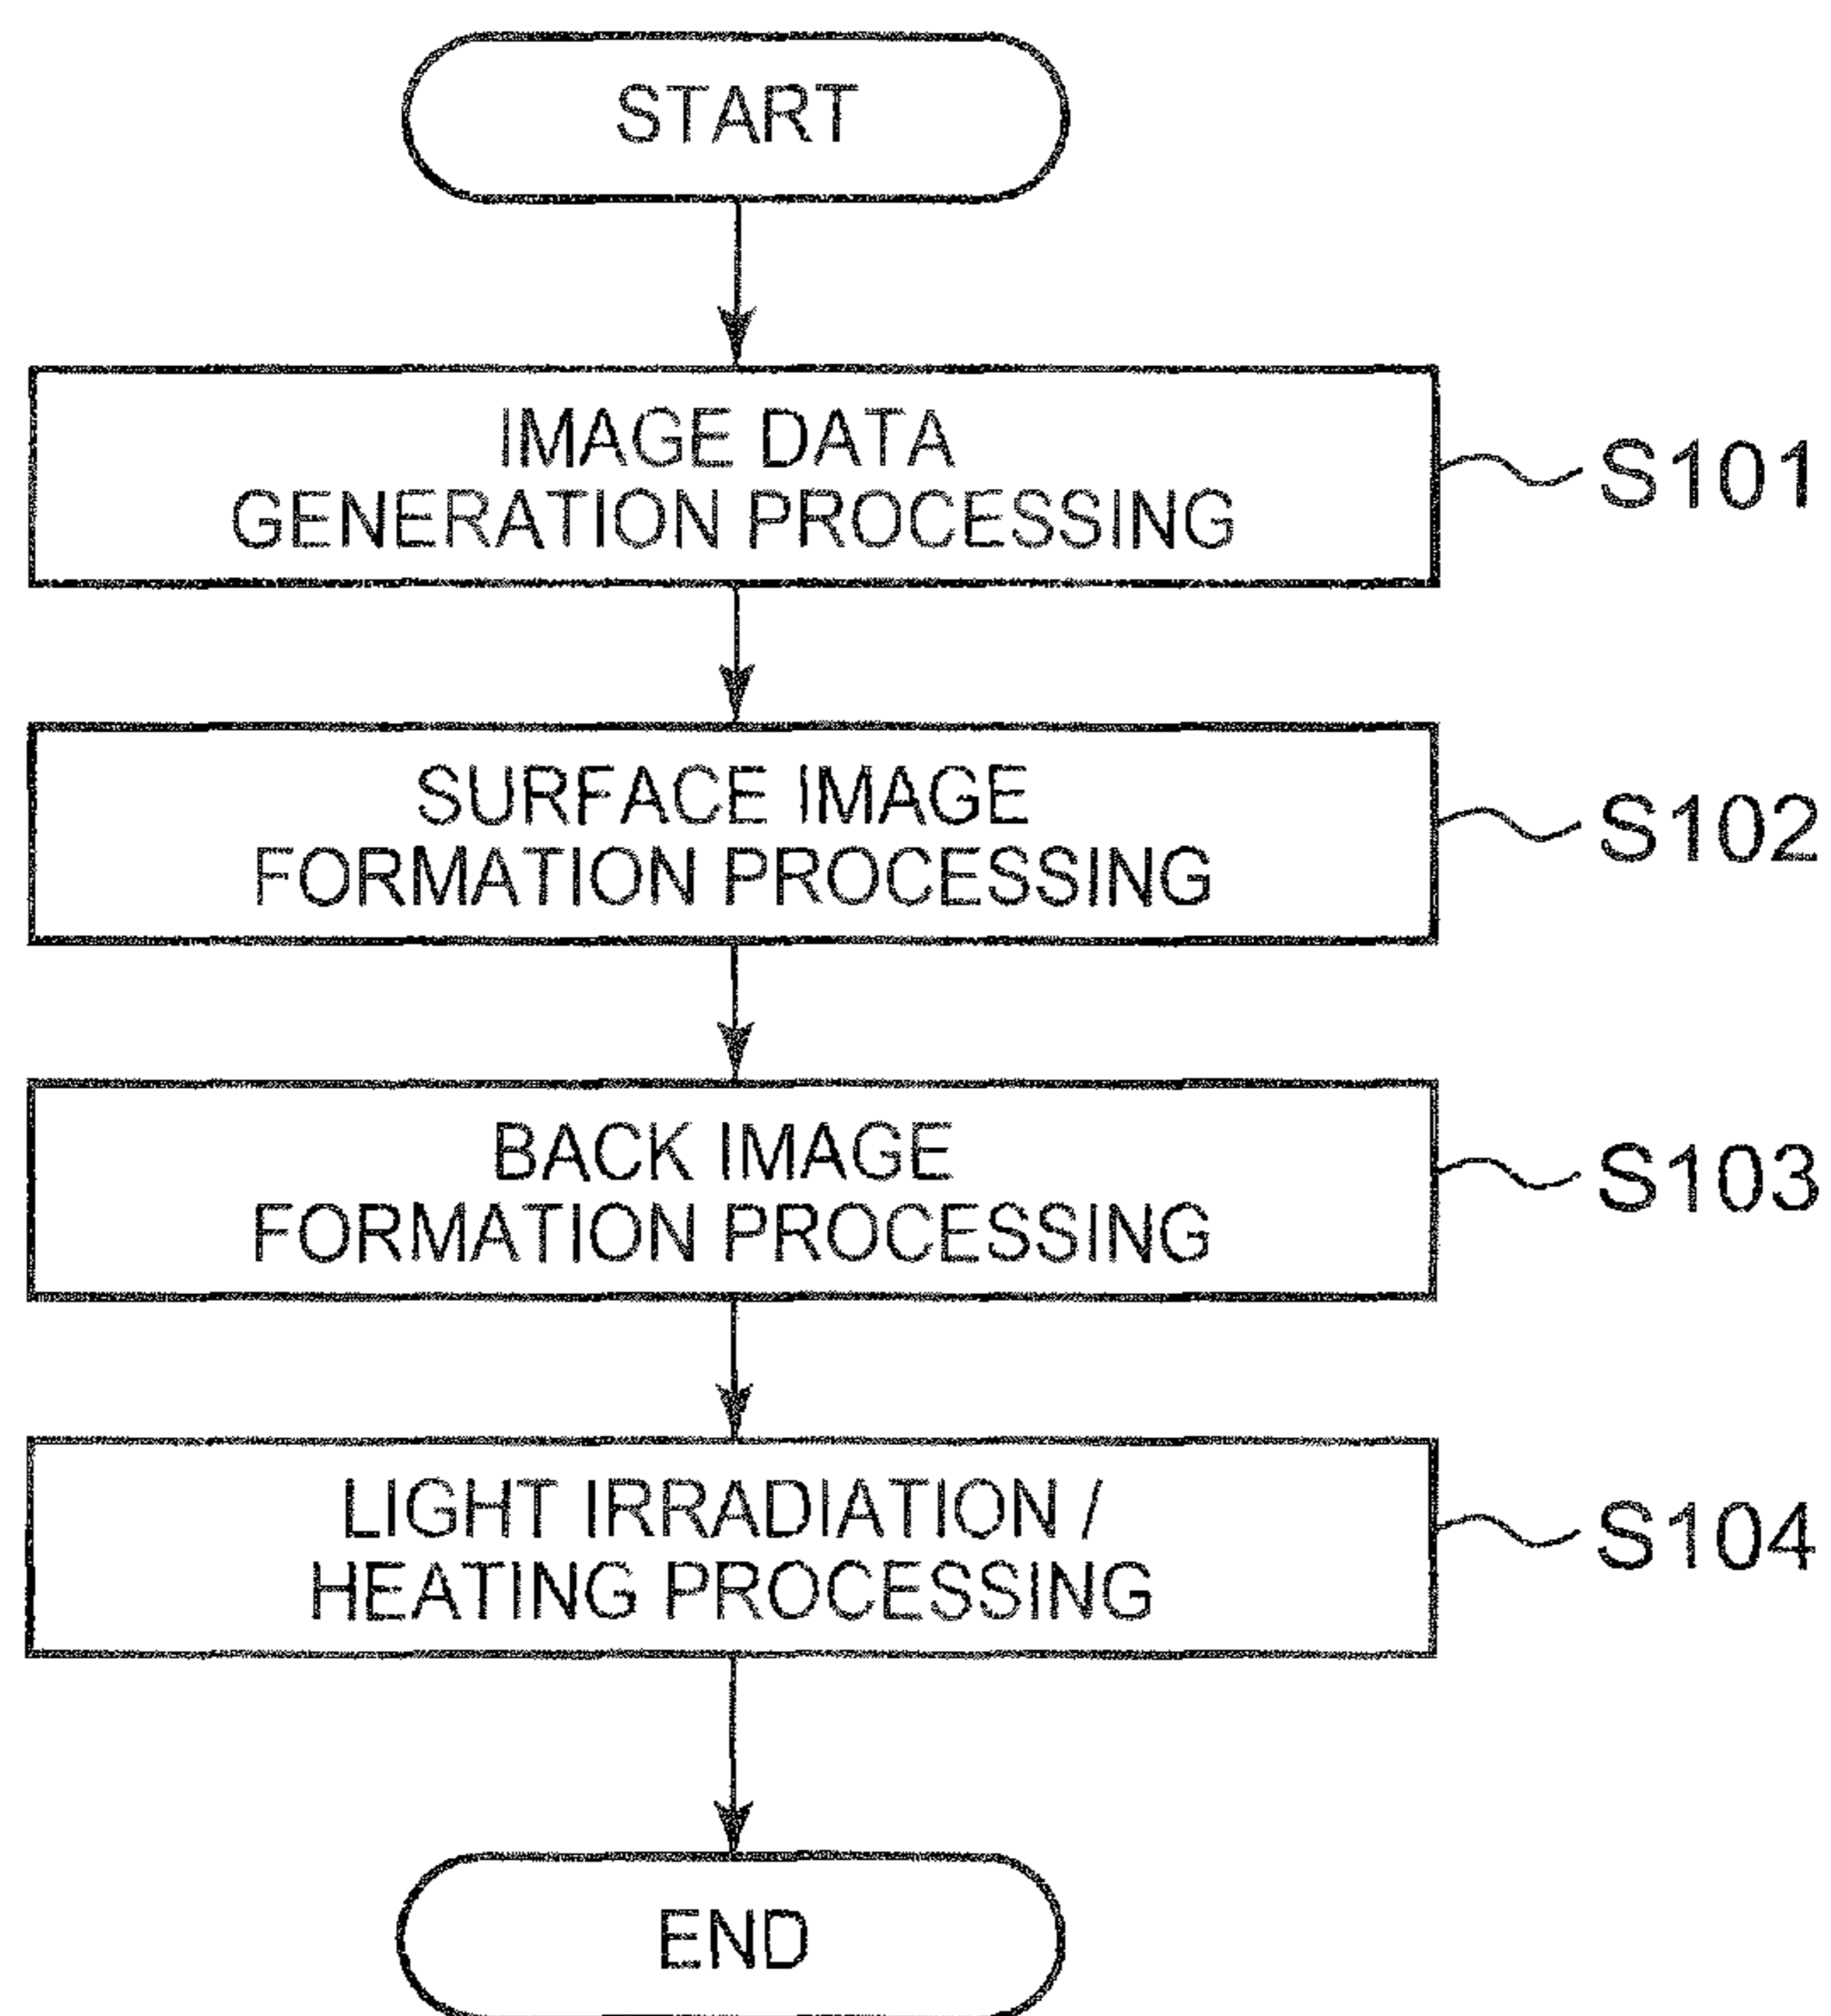 START
IMAGE DATA
GENERATION PROCESSING
S101
SURFACE IMAGE
FORMATION PROCESSING
S102
BACK IMAGE
FORMATION PROCESSING
S103
LIGHT IRRADIATION /
HEATING PROCESSING
S104
END